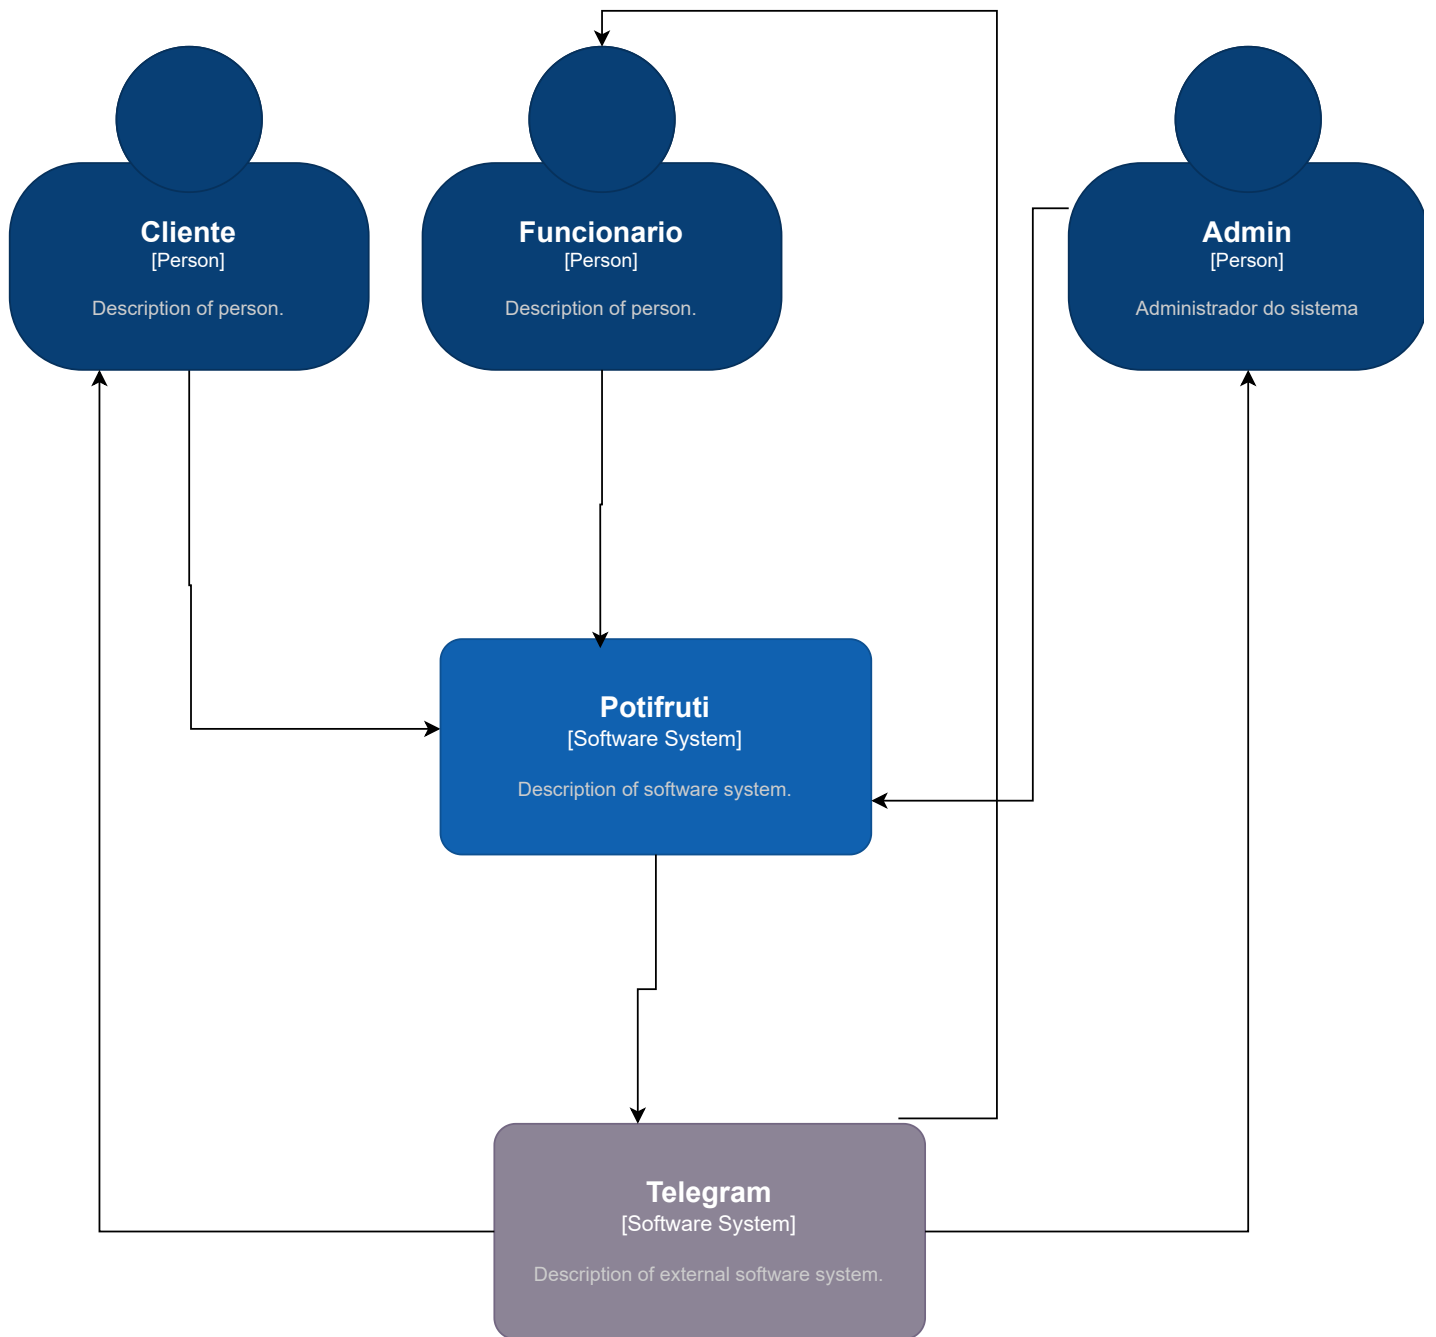 Cliente
[Person]
Description of person.
Funcionario
[Person]
Description of person.
Admin
[Person]
Administrador do sistema
Potifruti
[Software System]
Description of software system.
Telegram
[Software System]
Description of external software system.